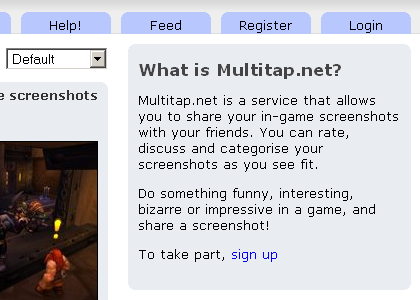 Help!
Feed
Register
Login
Default
screenshots
What is Multitap.net?
Multitap.net is a service that allows
you to share your in-game screenshots
with your friends. You can rate,
discuss and categorise your
screenshots as you see fit.
Do something funny, interesting,
bizarre or impressive in a game, and
share a screenshot!
To take part, sign up